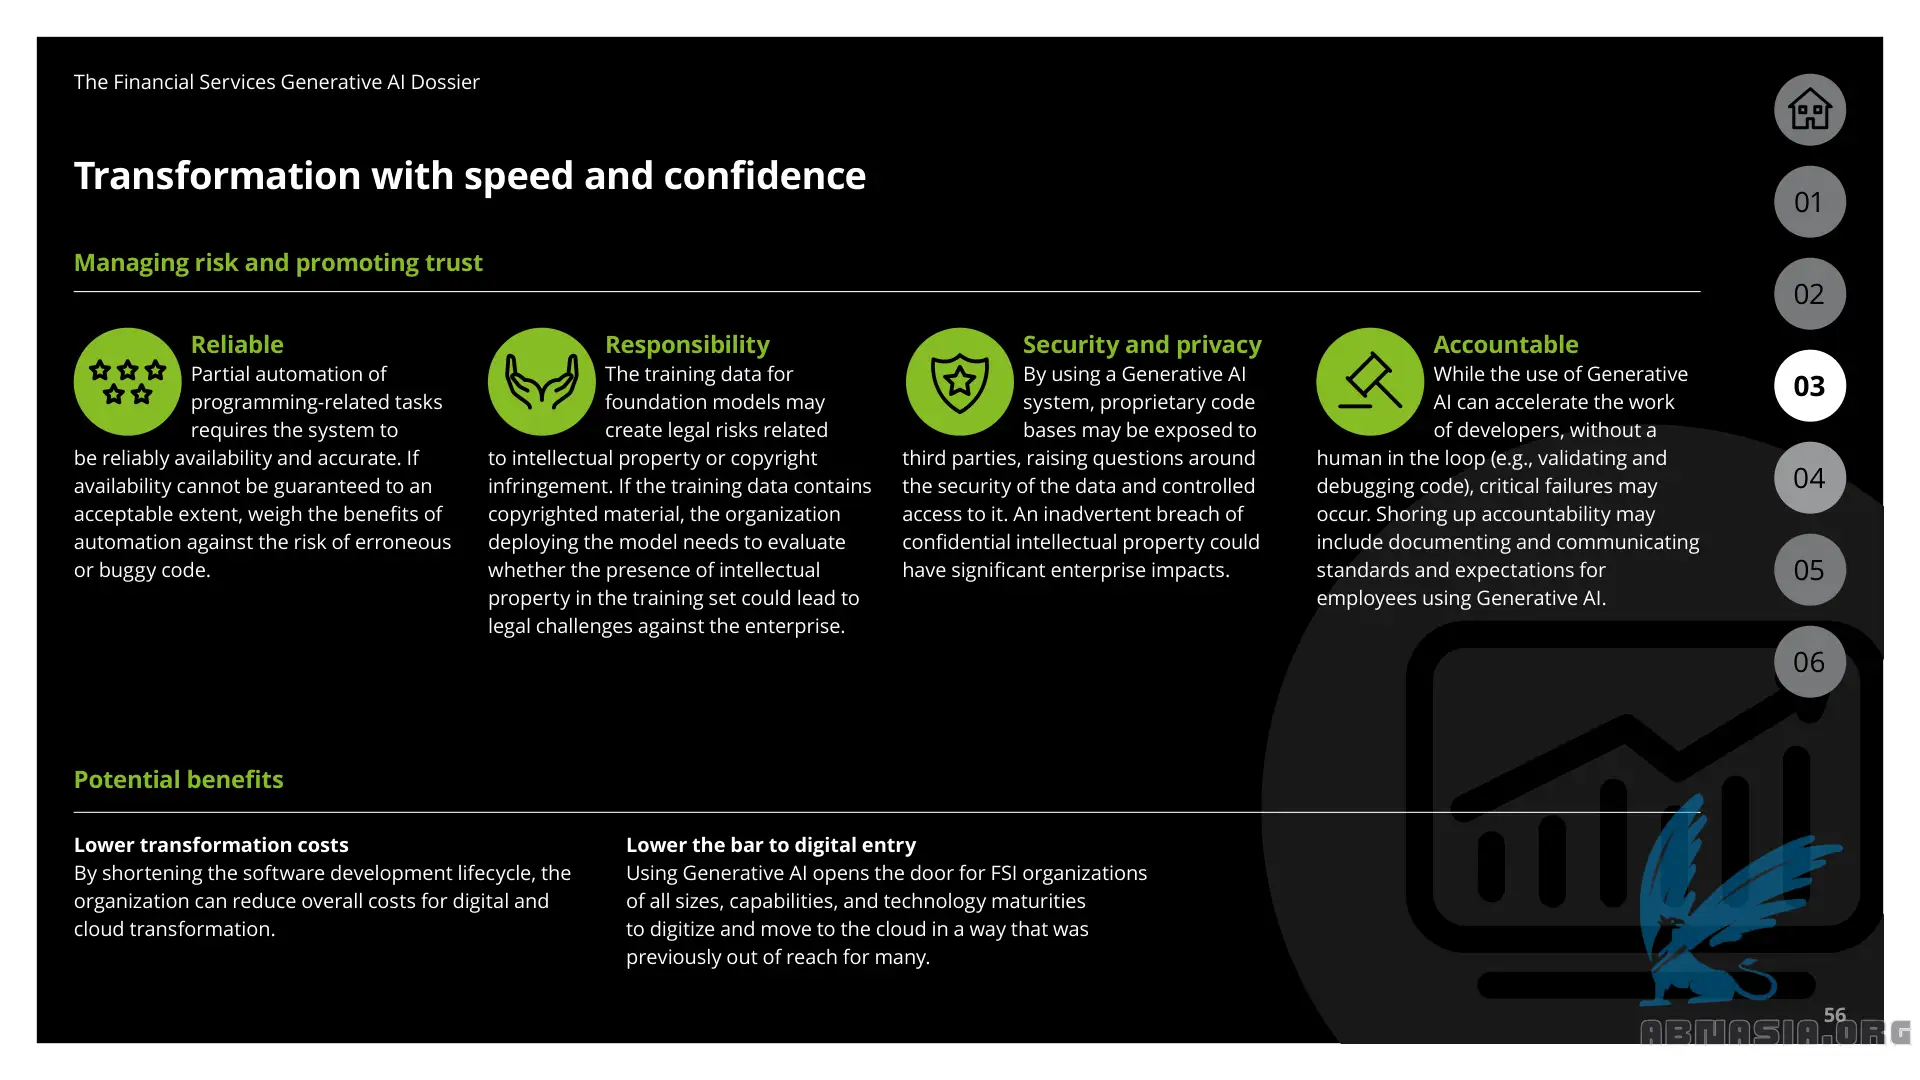 The Financial Services Generative AI Dossier
Transformation with speed and confidence
Managing risk and promoting trust
Reliable
Partial automation of
programming-related tasks
requires the system to
be reliably availability and accurate. If
availability cannot be guaranteed to an
acceptable extent, weigh the benefits of
automation against the risk of erroneous
or buggy code.
Responsibility
The training data for
foundation models may
create legal risks related
to intellectual property or copyright
infringement. If the training data contains
copyrighted material, the organization
deploying the model needs to evaluate
whether the presence of intellectual
property in the training set could lead to
legal challenges against the enterprise.
Security and privacy
By using a Generative AI
system, proprietary code
bases may be exposed to
third parties, raising questions around
the security of the data and controlled
access to it. An inadvertent breach of
confidential intellectual property could
have significant enterprise impacts.
Accountable
While the use of Generative
AI can accelerate the work
of developers, without a
human in the loop (e.g., validating and
debugging code), critical failures may
occur. Shoring up accountability may
include documenting and communicating
standards and expectations for
employees using Generative AI.
Potential benefits
Lower transformation costs
By shortening the software development lifecycle, the
organization can reduce overall costs for digital and
cloud transformation.
Lower the bar to digital entry
Using Generative AI opens the door for FSI organizations
of all sizes, capabilities, and technology maturities
to digitize and move to the cloud in a way that was
previously out of reach for many.
01
02
03
04
05
06
56
ABMASIA.ORG